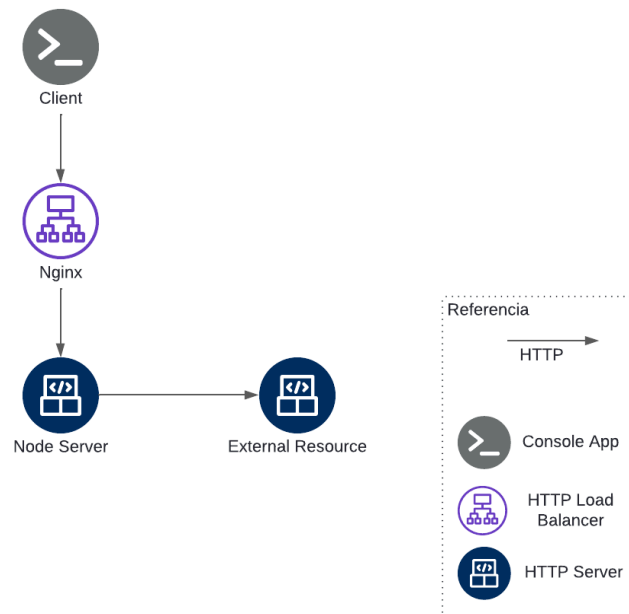 Client
Nginx
Node Server
External Resource
Referencia
HTTP
Console App
HTTP Load
Balancer
HTTP Server